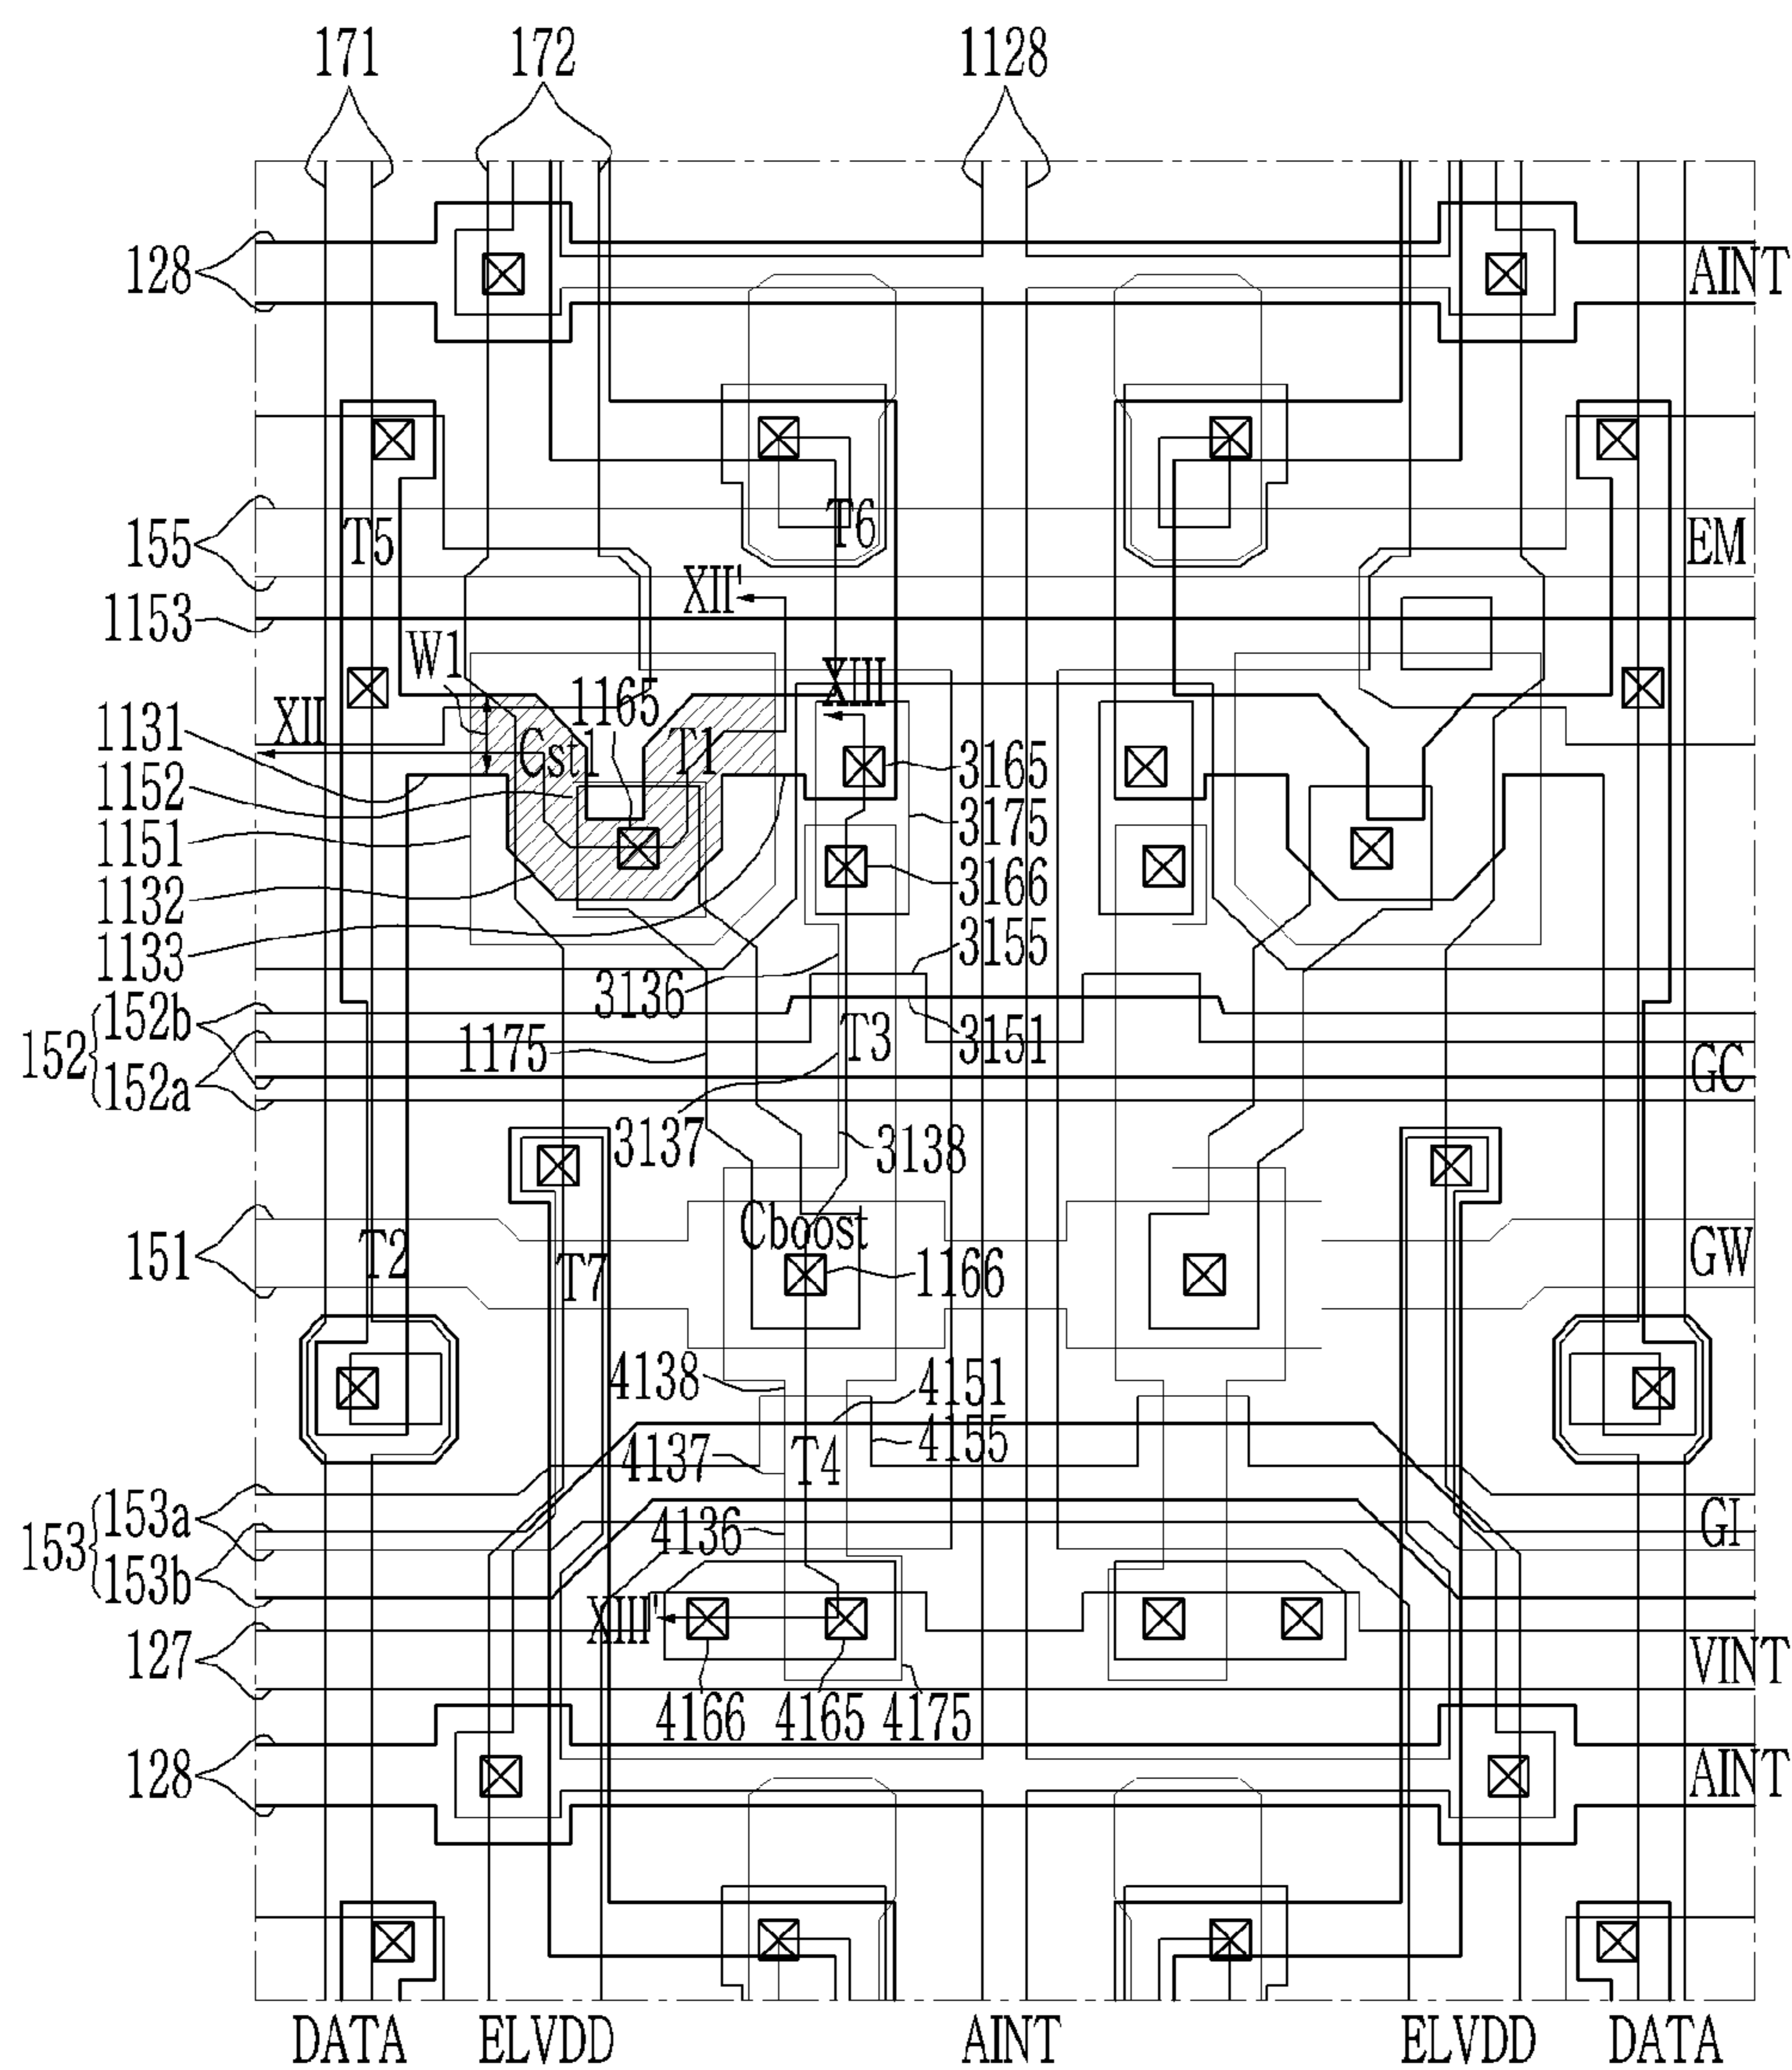 171 172 1128
128 AINT
155 T5 T6 EM
XII'
1153
W1
XII 1165 XIII
1131 Cst1 T1 3165
1152
1151 3175
1132 3166
1133 3155
3136
152 152b 3151
1175 T3
152a GC
3137 3138
151 T2 T7 Cboost 1166 GW
4138 4151
4137 T4 4155
153 153a 4136 GI
153b
XIII'
127 VINT
4166 4165 4175
128 AINT
DATA ELVDD AINT ELVDD DATA